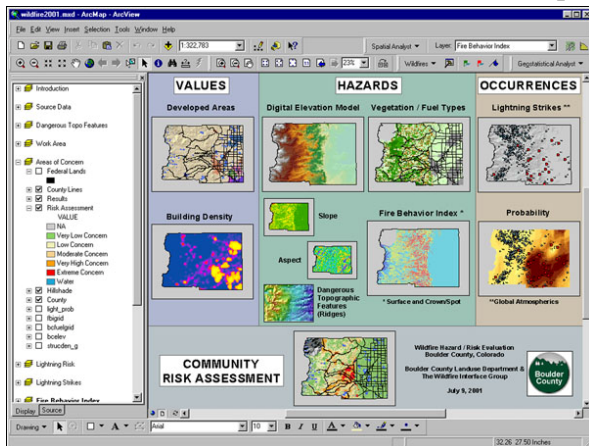 wildfire2001.mxd - ArcMap - ArcView
File Edit View Insert Selection Tools Window Help
1:322,783
Spatial Analyst
Layer: Fire Behavior Index
23%
Wildfires
Geostatistical Analyst
Introduction
Source Data
Dangerous Topo Features
Work Area
Areas of Concern
Federal Lands
County Lines
Results
Risk Assessment
VALUE
NA
Very Low Concern
Low Concern
Moderate Concern
Very High Concern
Extreme Concern
Water
Hillshade
County
light_prob
fbigrid
bcfuelgrid
bcelev
strucden_g
Lightning Risk
Lightning Strikes
Fire Behavior Index
Display Source
VALUES
Developed Areas
Building Density
HAZARDS
Digital Elevation Model
Vegetation / Fuel Types
Slope
Aspect
Dangerous
Topographic
Features
(Ridges)
Fire Behavior Index *
* Surface and Crown/Spot
OCCURRENCES
Lightning Strikes **
Probability
**Global Atmospherics
COMMUNITY
RISK ASSESSMENT
Wildfire Hazard / Risk Evaluation
Boulder County, Colorado
Boulder County Landuse Department &
The Wildfire Interface Group
July 9, 2001
Boulder
County
Drawing
Arial
10
B I U
32.26 27.50 Inches